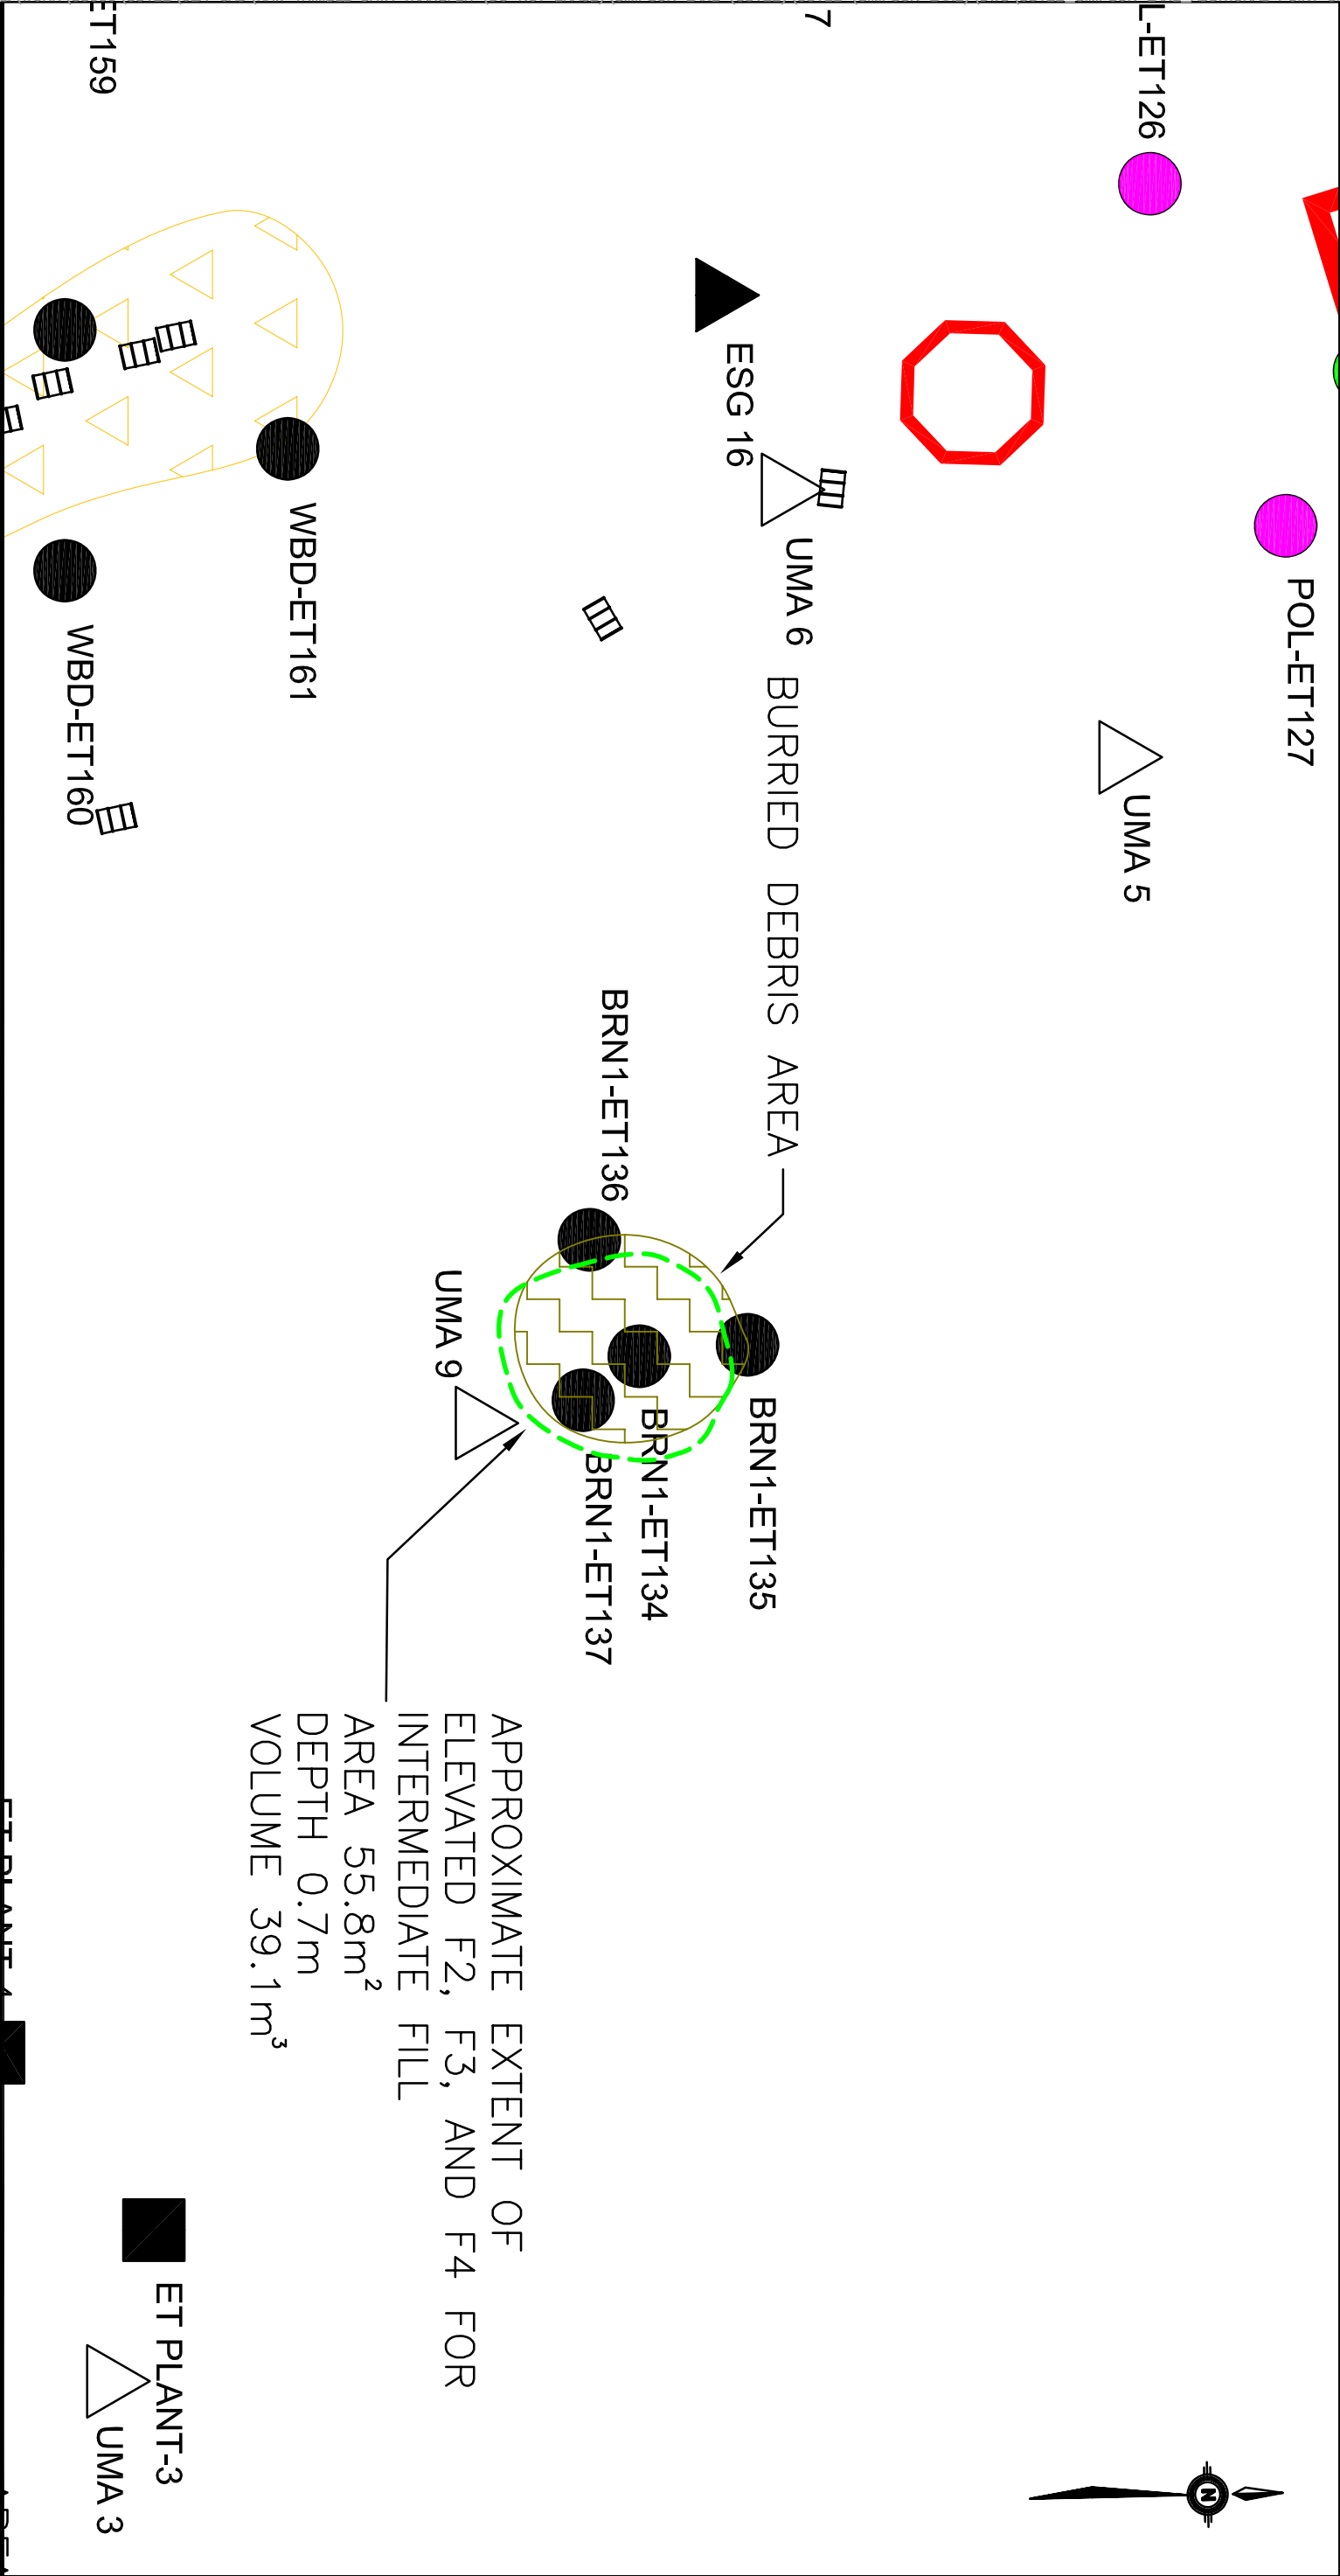 L-ET126
POL-ET127
UMA 5
7
ESG 16
UMA 6
BURRIED DEBRIS AREA
BRN1-ET135
BRN1-ET136
BRN1-ET134
BRN1-ET137
UMA 9
APPROXIMATE EXTENT OF
ELEVATED F2, F3, AND F4 FOR
INTERMEDIATE FILL
AREA 55.8m²
DEPTH 0.7m
VOLUME 39.1m³
WBD-ET161
WBD-ET160
ET159
ET PLANT-3
UMA 3
N